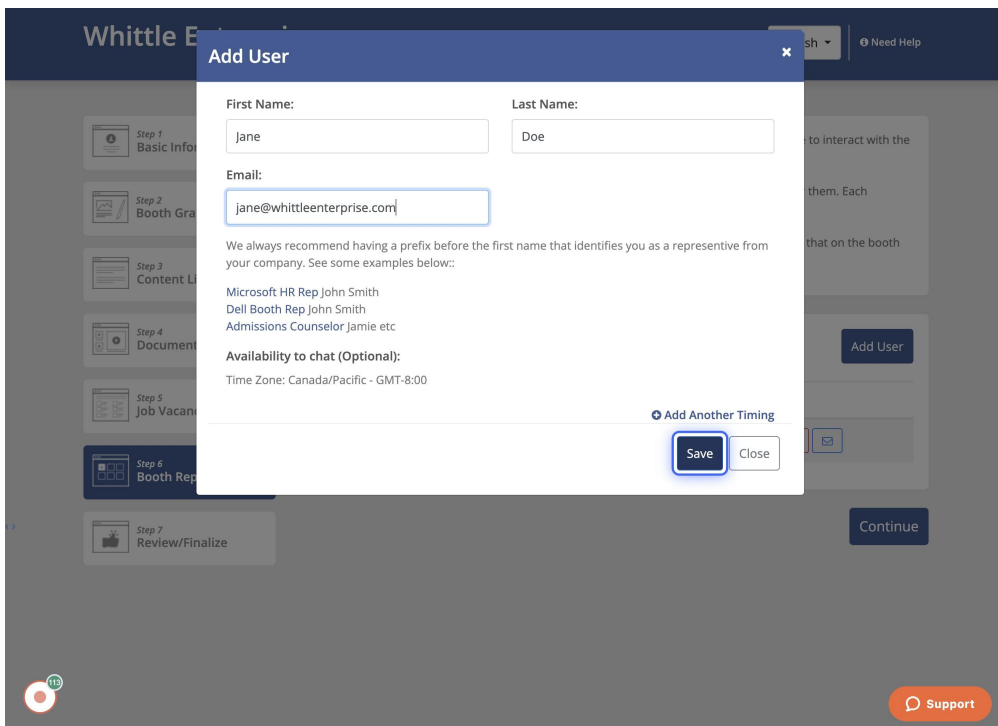 Whittle E
sh
Need Help
Add User
×
First Name:
Last Name:
Jane
Doe
Email:
jane@whittleenterprise.com
We always recommend having a prefix before the first name that identifies you as a representive from
your company. See some examples below::
Microsoft HR Rep John Smith
Dell Booth Rep John Smith
Admissions Counselor Jamie etc
Availability to chat (Optional):
Time Zone: Canada/Pacific - GMT-8:00
Add Another Timing
Save
Close
Step 1
Basic Infor
Step 2
Booth Gra
Step 3
Content Li
Step 4
Document
Step 5
Job Vacan
Step 6
Booth Rep
Step 7
Review/Finalize
to interact with the
them. Each
that on the booth
Add User
Continue
113
Support